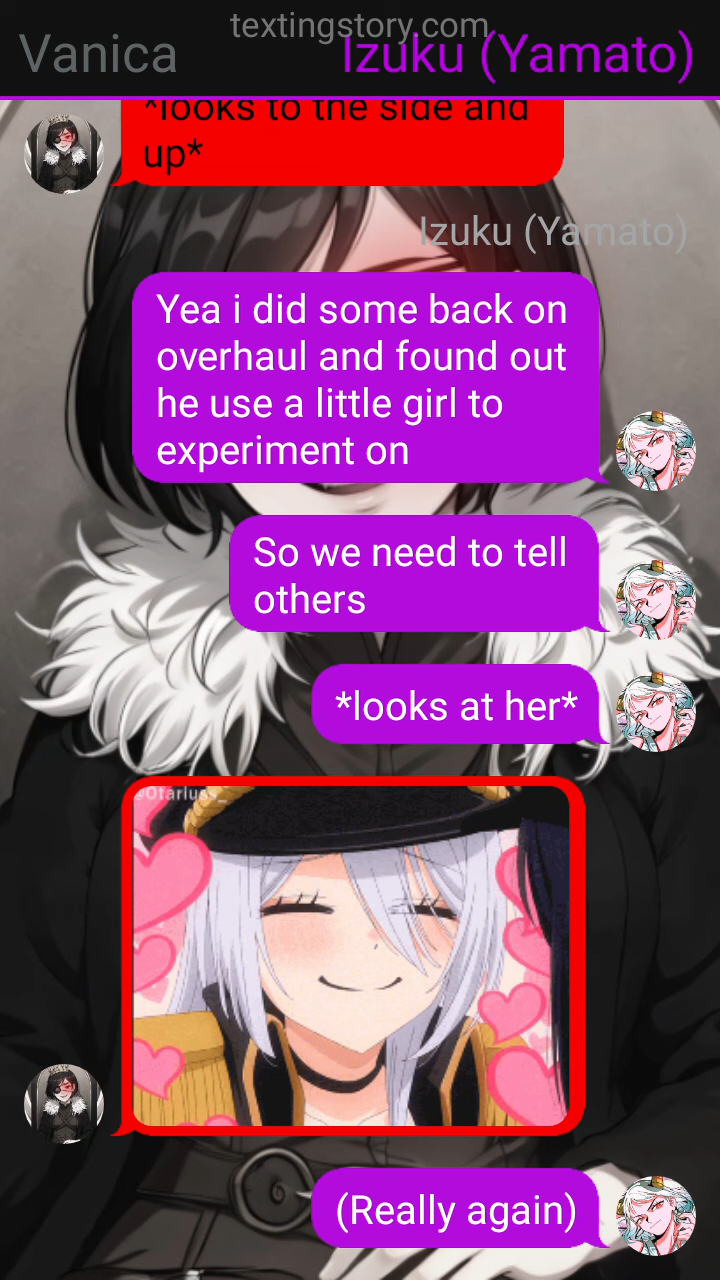 textingstory.com
Vanica
Izuku (Yamato)
*looks to the side and
up*
Izuku (Yamato)
Yea i did some back on
overhaul and found out
he use a little girl to
experiment on
So we need to tell
others
*looks at her*
(Really again)